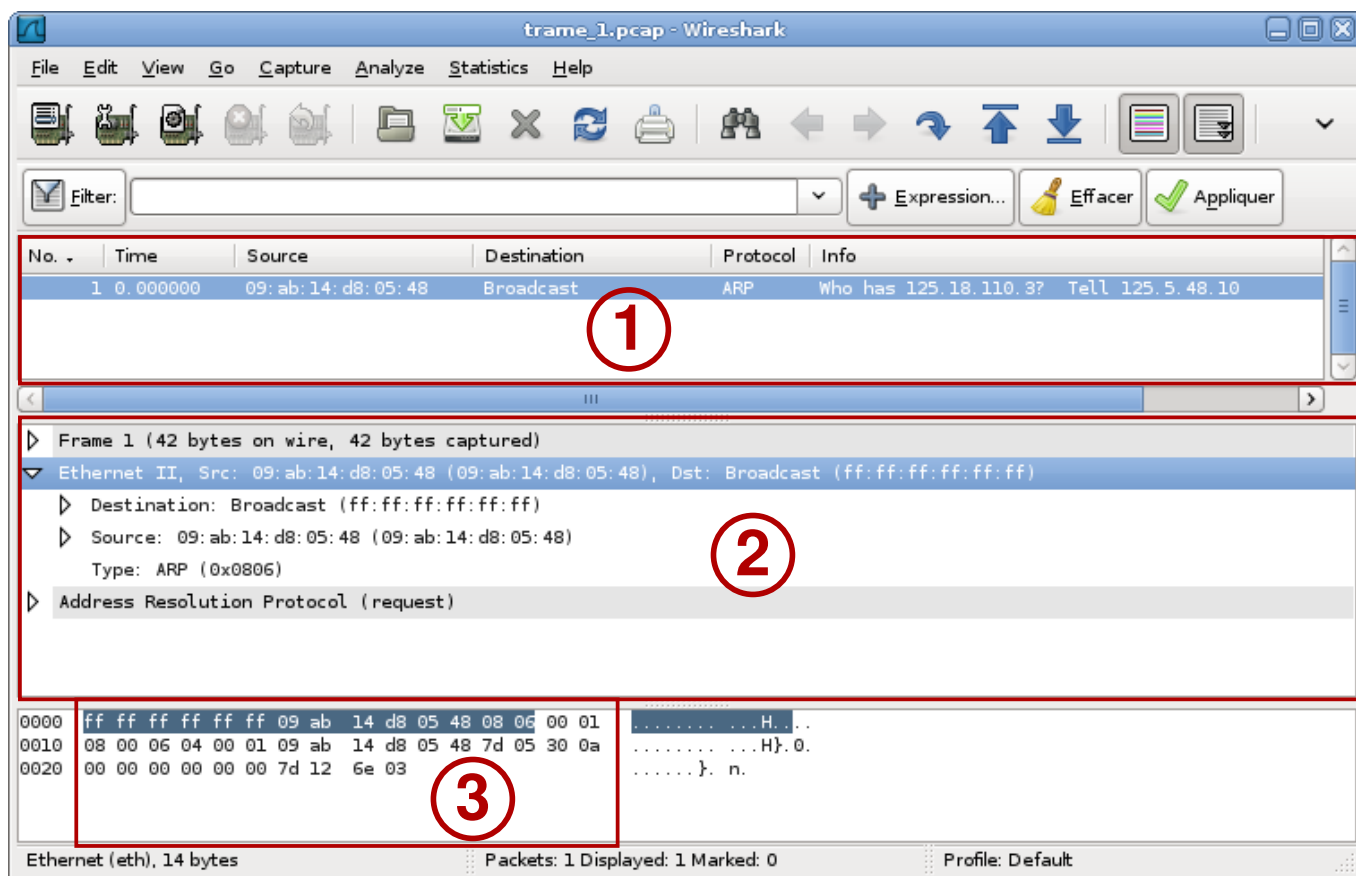 trame_1.pcap - Wireshark
File Edit View Go Capture Analyze Statistics Help
Filter: Expression... Effacer Appliquer
No. Time Source Destination Protocol Info
1 0.000000 09:ab:14:d8:05:48 Broadcast ARP Who has 125.18.110.3? Tell 125.5.48.10
1
Frame 1 (42 bytes on wire, 42 bytes captured)
Ethernet II, Src: 09:ab:14:d8:05:48 (09:ab:14:d8:05:48), Dst: Broadcast (ff:ff:ff:ff:ff:ff)
Destination: Broadcast (ff:ff:ff:ff:ff:ff)
Source: 09:ab:14:d8:05:48 (09:ab:14:d8:05:48)
2
Type: ARP (0x0806)
Address Resolution Protocol (request)
0000 ff ff ff ff ff ff 09 ab 14 d8 05 48 08 06 00 01 ........ ...H....
0010 08 00 06 04 00 01 09 ab 14 d8 05 48 7d 05 30 0a ........ ...H}.0.
0020 00 00 00 00 00 00 7d 12 6e 03 ......}. n.
3
Ethernet (eth), 14 bytes Packets: 1 Displayed: 1 Marked: 0 Profile: Default